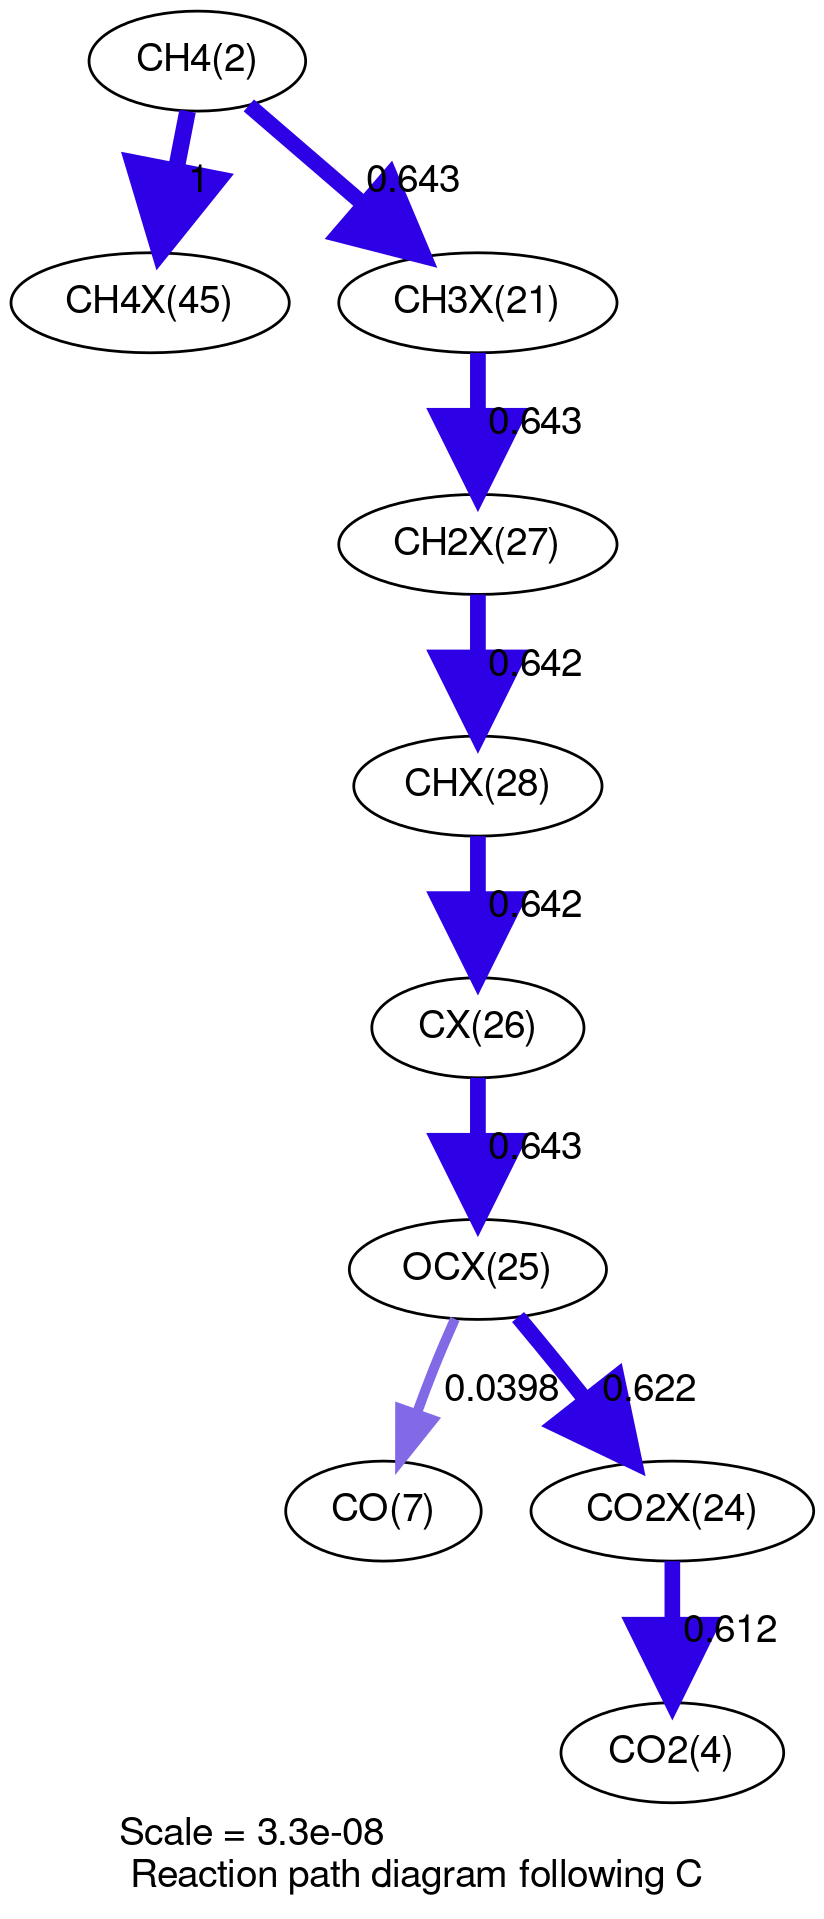 CH4(2)
1
0.643
CH4X(45)
CH3X(21)
0.643
CH2X(27)
0.642
CHX(28)
0.642
CX(26)
0.643
OCX(25)
0.0398
0.622
CO(7)
CO2X(24)
0.612
CO2(4)
Scale = 3.3e-08
Reaction path diagram following C